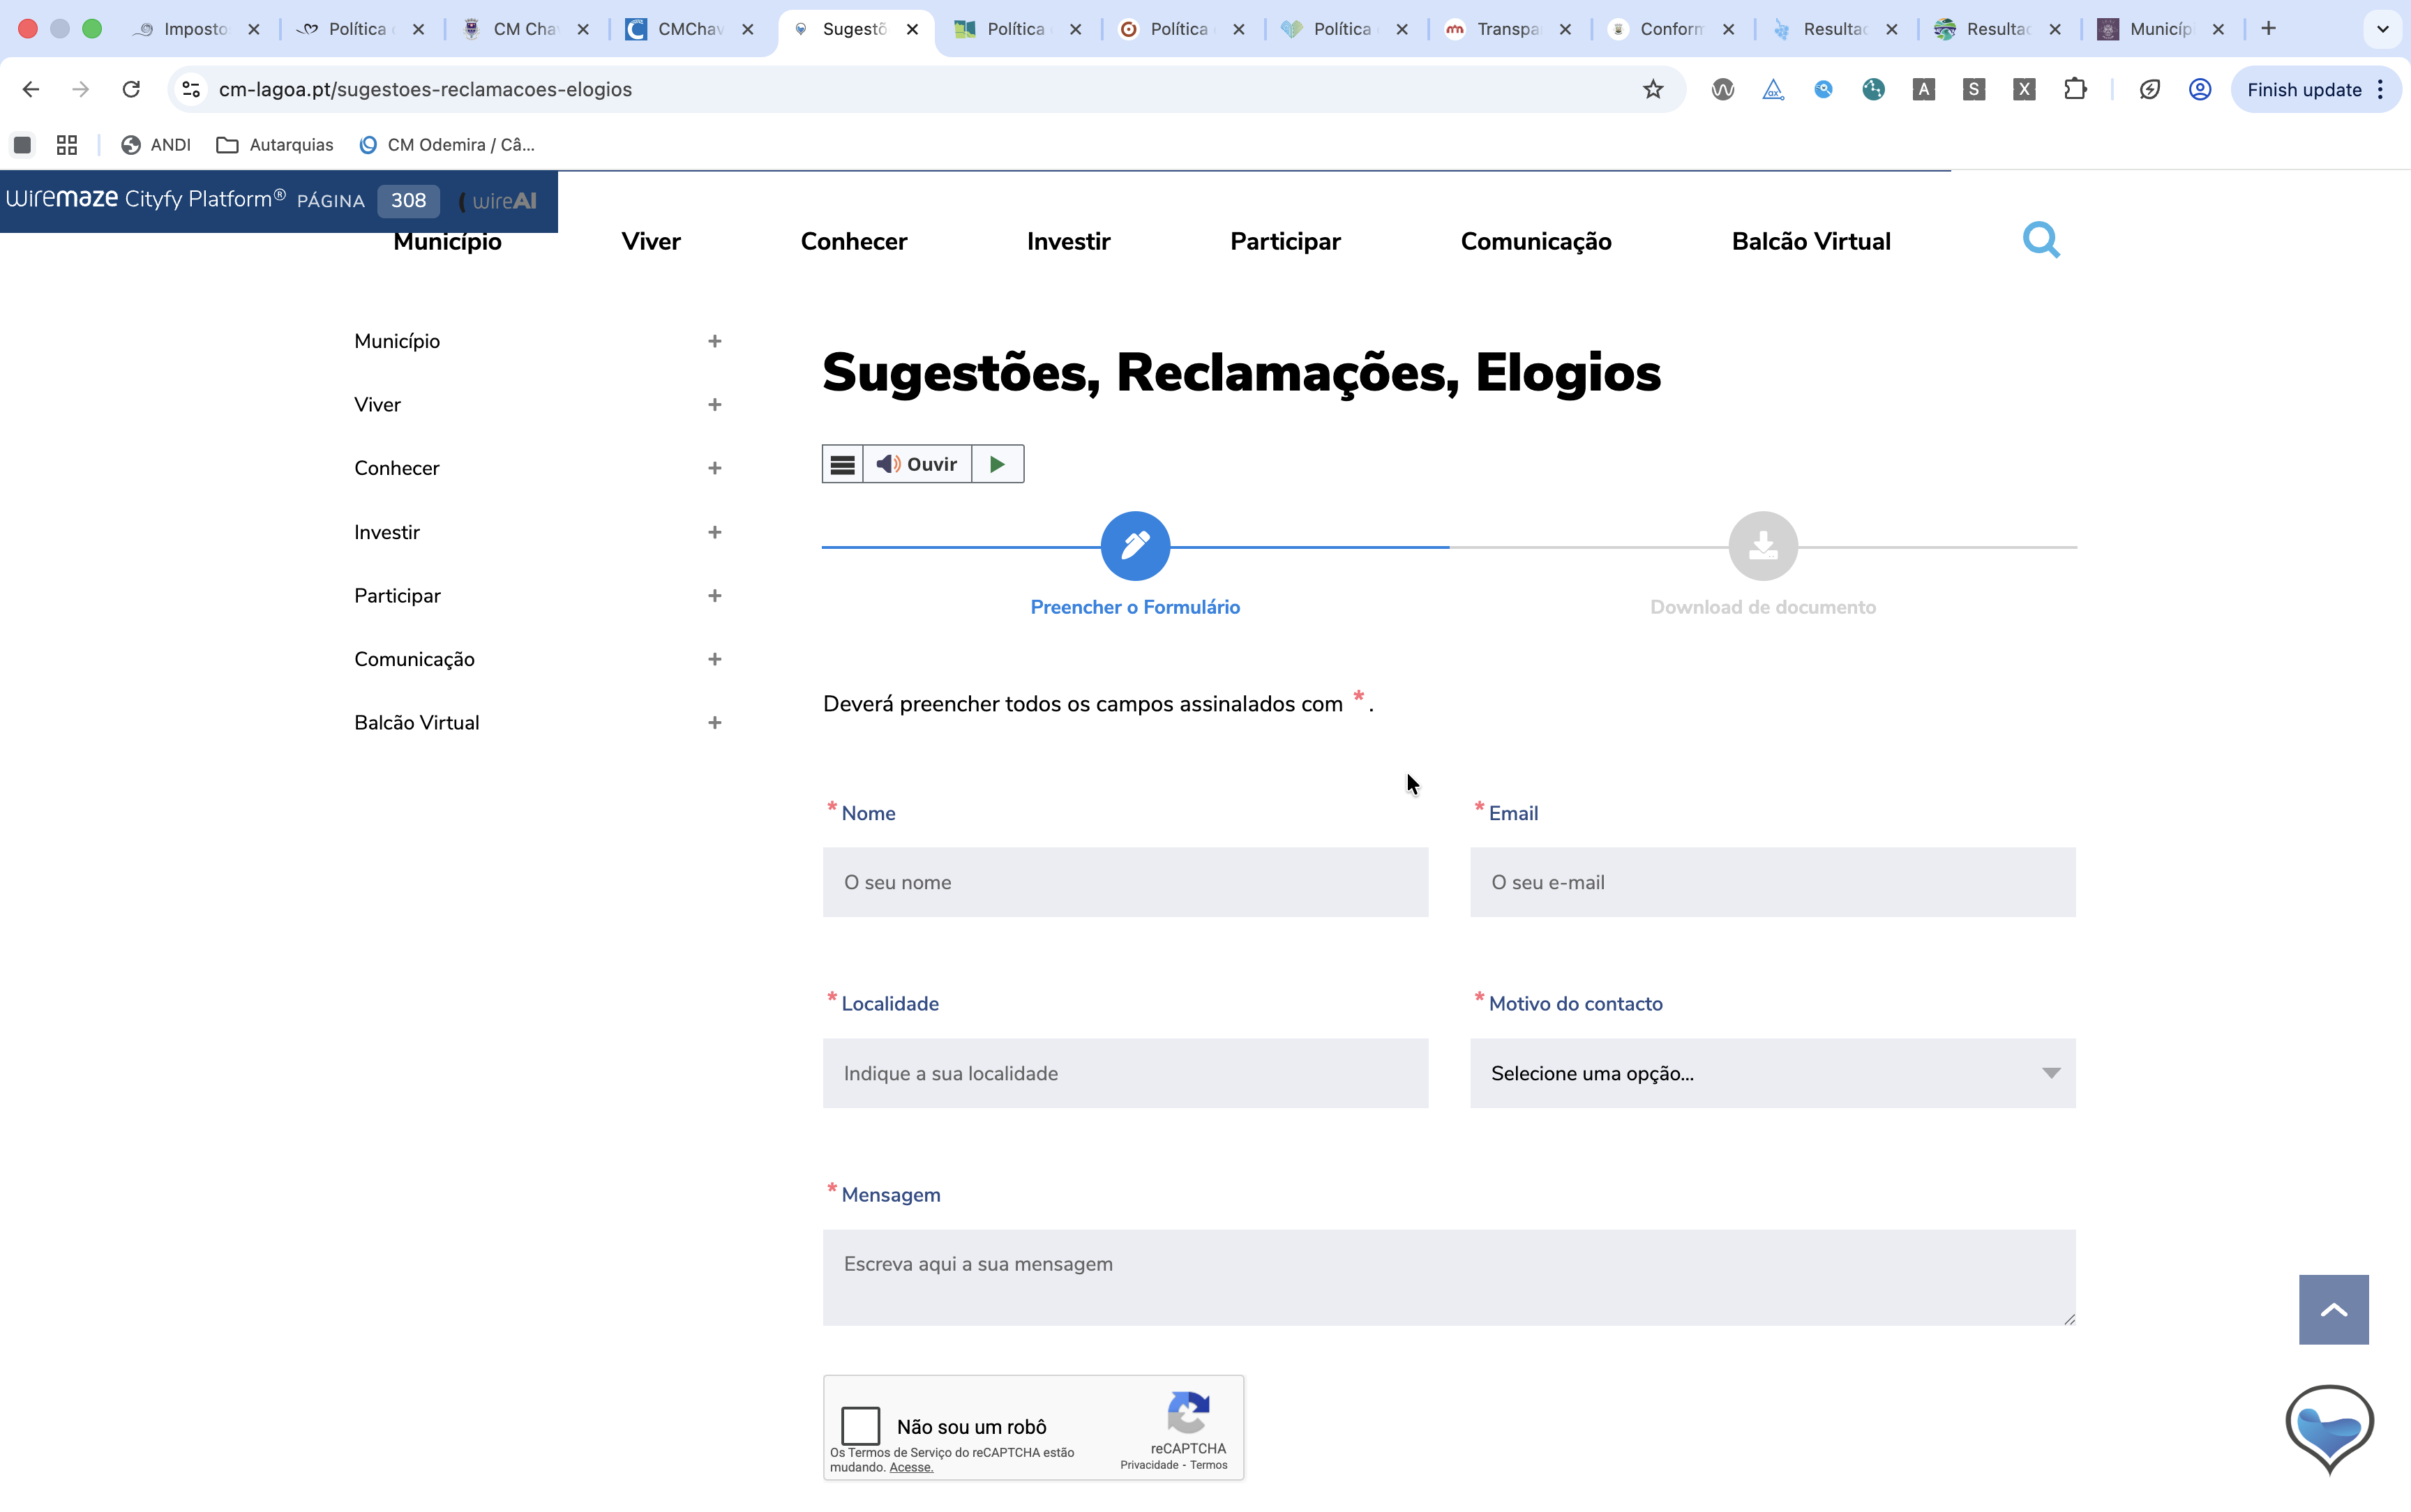 Imposto
Política
CM Cha
CMChav
Sugestõ
Política
Política
Política
Transpa
Conform
Resultac
Resultac
Municíp
cm-lagoa.pt/sugestoes-reclamacoes-elogios
Finish update
ANDI
Autarquias
CM Odemira / Câ...
wiremaze Cityfy Platform® PÁGINA 308 wireAI
Município
Viver
Conhecer
Investir
Participar
Comunicação
Balcão Virtual
Município +
Viver +
Conhecer +
Investir +
Participar +
Comunicação +
Balcão Virtual +
Sugestões, Reclamações, Elogios
Ouvir
Preencher o Formulário
Download de documento
Deverá preencher todos os campos assinalados com * .
* Nome
* Email
O seu nome
O seu e-mail
* Localidade
* Motivo do contacto
Indique a sua localidade
Selecione uma opção...
* Mensagem
Escreva aqui a sua mensagem
Não sou um robô
Os Termos de Serviço do reCAPTCHA estão
mudando. Acesse.
reCAPTCHA
Privacidade - Termos